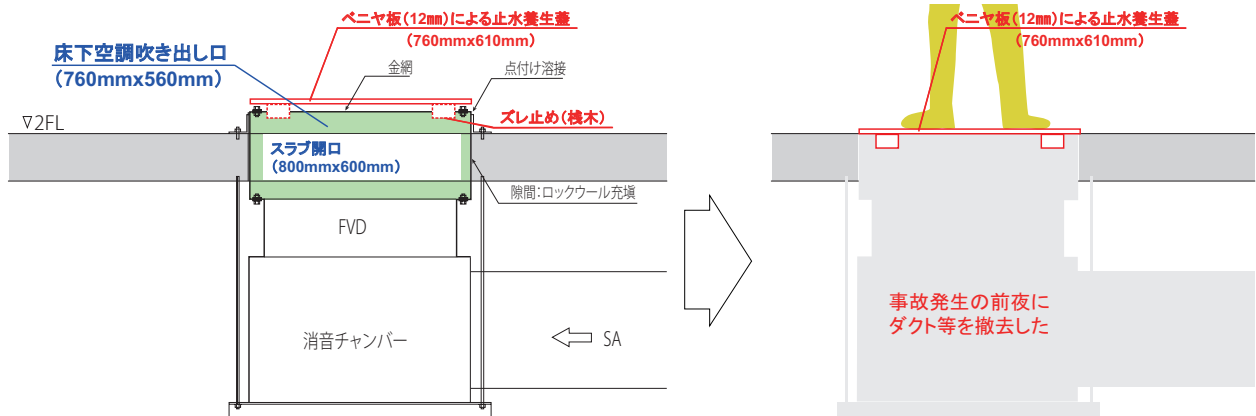 ベニヤ板(12㎜)による止水養生蓋
(760mmx610mm)
床下空調吹き出し口
(760mmx560mm)
金網
点付け溶接
▽2FL
ズレ止め(桟木)
スラブ開口
(800mmx600mm)
隙間:ロックウール充塡
FVD
消音チャンバー
SA
ベニヤ板(12㎜)による止水養生蓋
(760mmx610mm)
事故発生の前夜に
ダクト等を撤去した